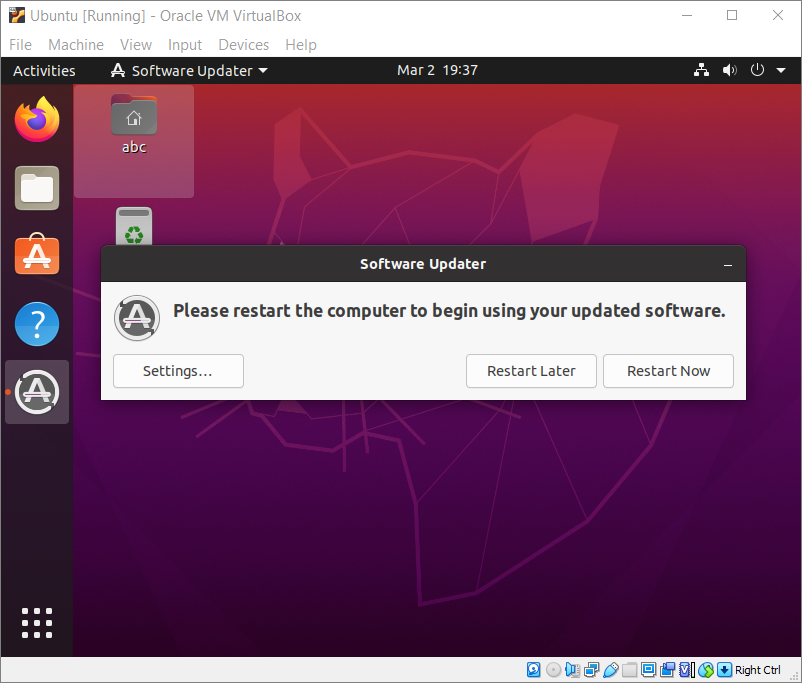 Ubuntu [Running] - Oracle VM VirtualBox
File Machine View Input Devices Help
Activities Software Updater Mar 2 19:37
abc
Software Updater
Please restart the computer to begin using your updated software.
Settings... Restart Later Restart Now
Right Ctrl